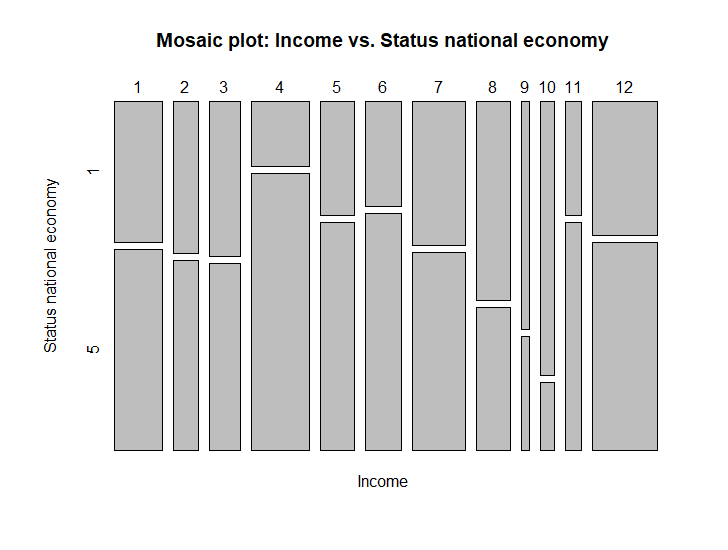 Mosaic plot: Income vs. Status national economy
1 2 3 4 5 6 7 8 9 10 11 12
1
5
Status national economy
Income